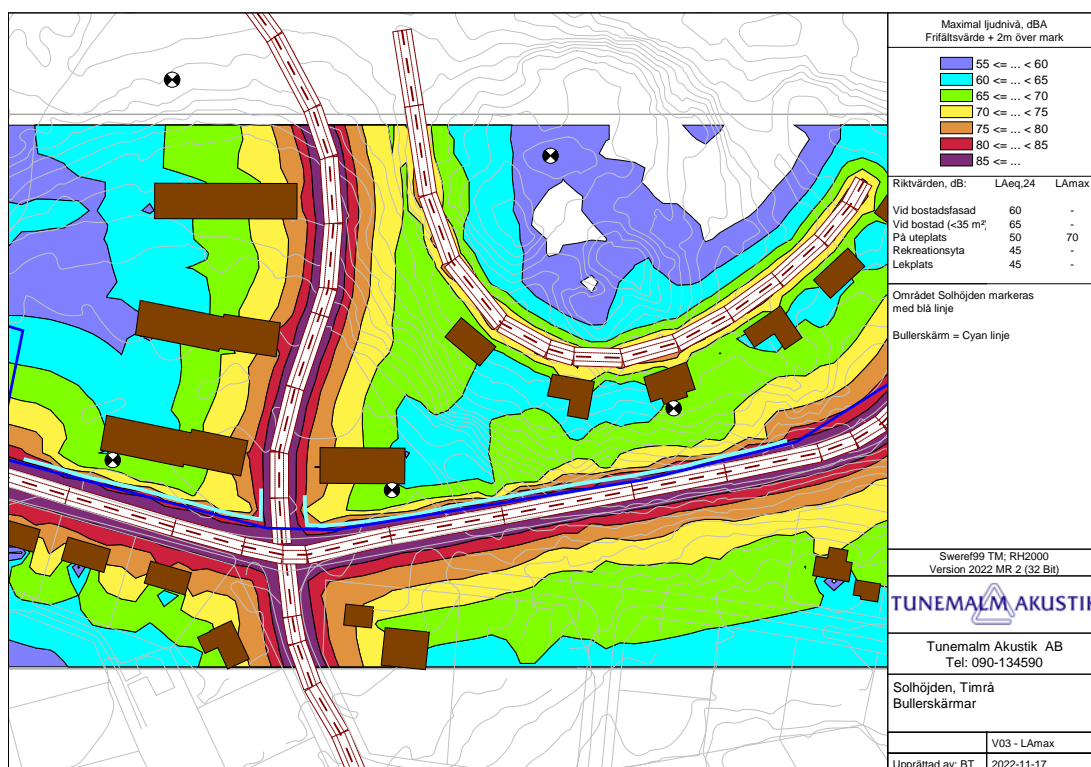 Maximal ljudnivå, dBA
Frifältsvärde + 2m över mark
55 <= ... < 60
60 <= ... < 65
65 <= ... < 70
70 <= ... < 75
75 <= ... < 80
80 <= ... < 85
85 <= ...
Riktvärden, dB: LAeq,24 LAmax
Vid bostadsfasad 60 -
Vid bostad (<35 m² 65 -
På uteplats 50 70
Rekreationsyta 45 -
Lekplats 45 -
Området Solhöjden markeras
med blå linje
Bullerskärm = Cyan linje
Sweref99 TM; RH2000
Version 2022 MR 2 (32 Bit)
TUNEMALM AKUSTIK
Tunemalm Akustik AB
Tel: 090-134590
Solhöjden, Timrå
Bullerskärmar
V03 - LAmax
Upprättad av: BT 2022-11-17